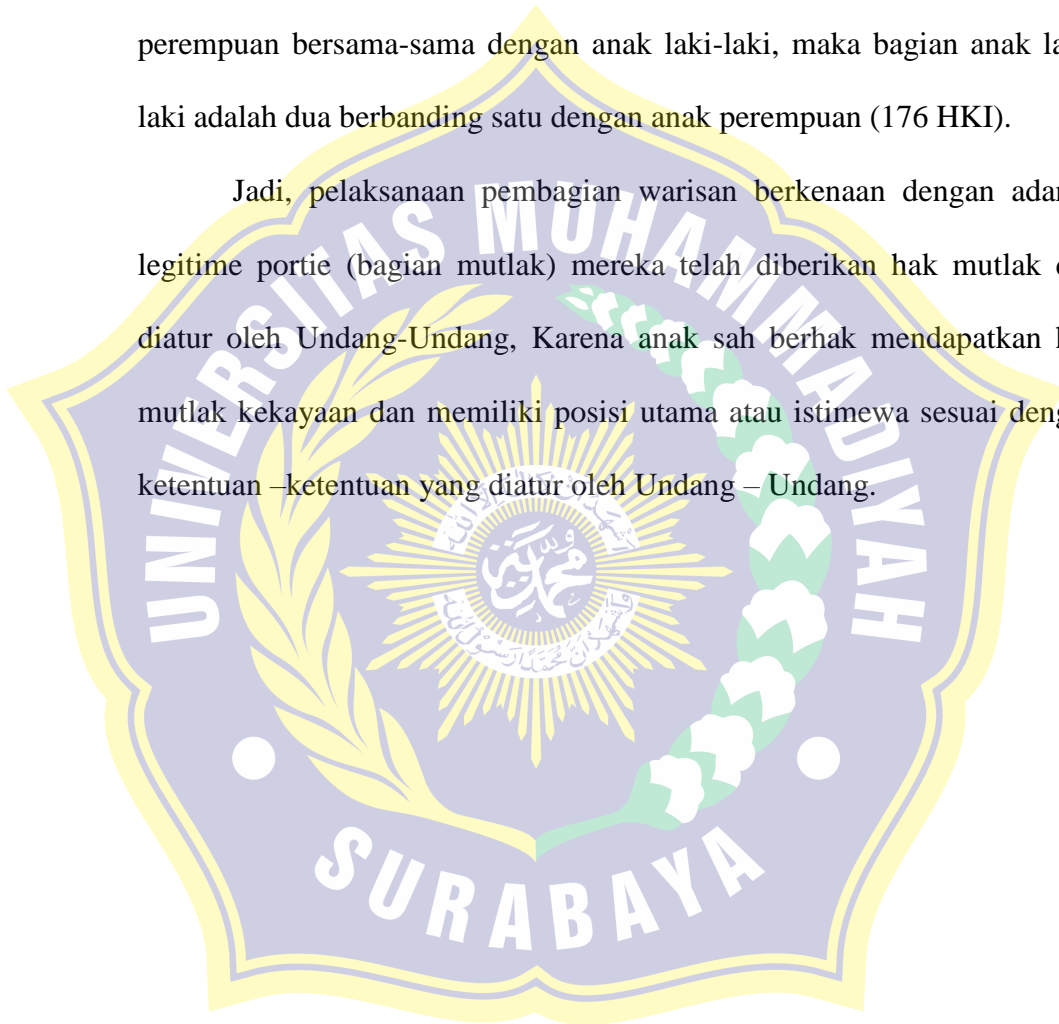 perempuan bersama-sama dengan anak laki-laki, maka bagian anak la
laki adalah dua berbanding satu dengan anak perempuan (176 HKI).
Jadi, pelaksanaan pembagian warisan berkenaan dengan
legitime portie (bagian mutlak) mereka telah diberikan hak mutlak
diatur oleh Undang-Undang, Karena anak sah berhak mendapatkan
mutlak kekayaan dan memiliki posisi utama atau istimewa sesuai deng
ketentuan –ketentuan yang diatur oleh Undang – Undang.
UNIVERSITAS MUHAMMADIYAH
SURABAYA